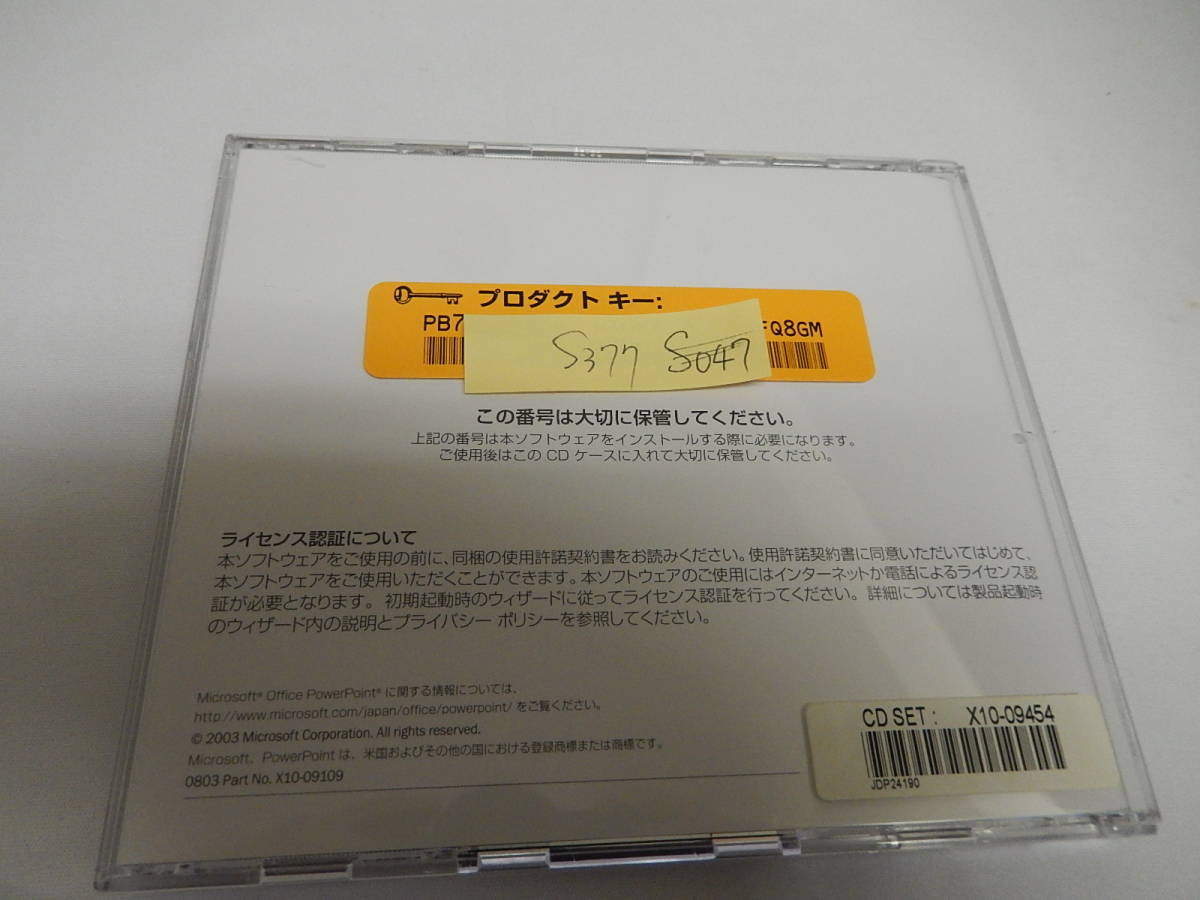 プロダクト キー:
PB7 FQ8GM
S377 S047
この番号は大切に保管してください。
上記の番号は本ソフトウェアをインストールする際に必要になります。
ご使用後はこの CD ケースに入れて大切に保管してください。
ライセンス認証について
本ソフトウェアをご使用の前に、同梱の使用許諾契約書をお読みください。使用許諾契約書に同意いただいてはじめて、
本ソフトウェアをご使用いただくことができます。本ソフトウェアのご使用にはインターネットか電話によるライセンス認
証が必要となります。 初期起動時のウィザードに従ってライセンス認証を行ってください。詳細については製品起動時
のウィザード内の説明とプライバシー ポリシーを参照してください。
Microsoft® Office PowerPoint® に関する情報については、
http://www.microsoft.com/japan/office/powerpoint/ をご覧ください。
© 2003 Microsoft Corporation. All rights reserved.
Microsoft、PowerPoint は、米国およびその他の国における登録商標または商標です。
0803 Part No. X10-09109
CD SET : X10-09454
JDP24190